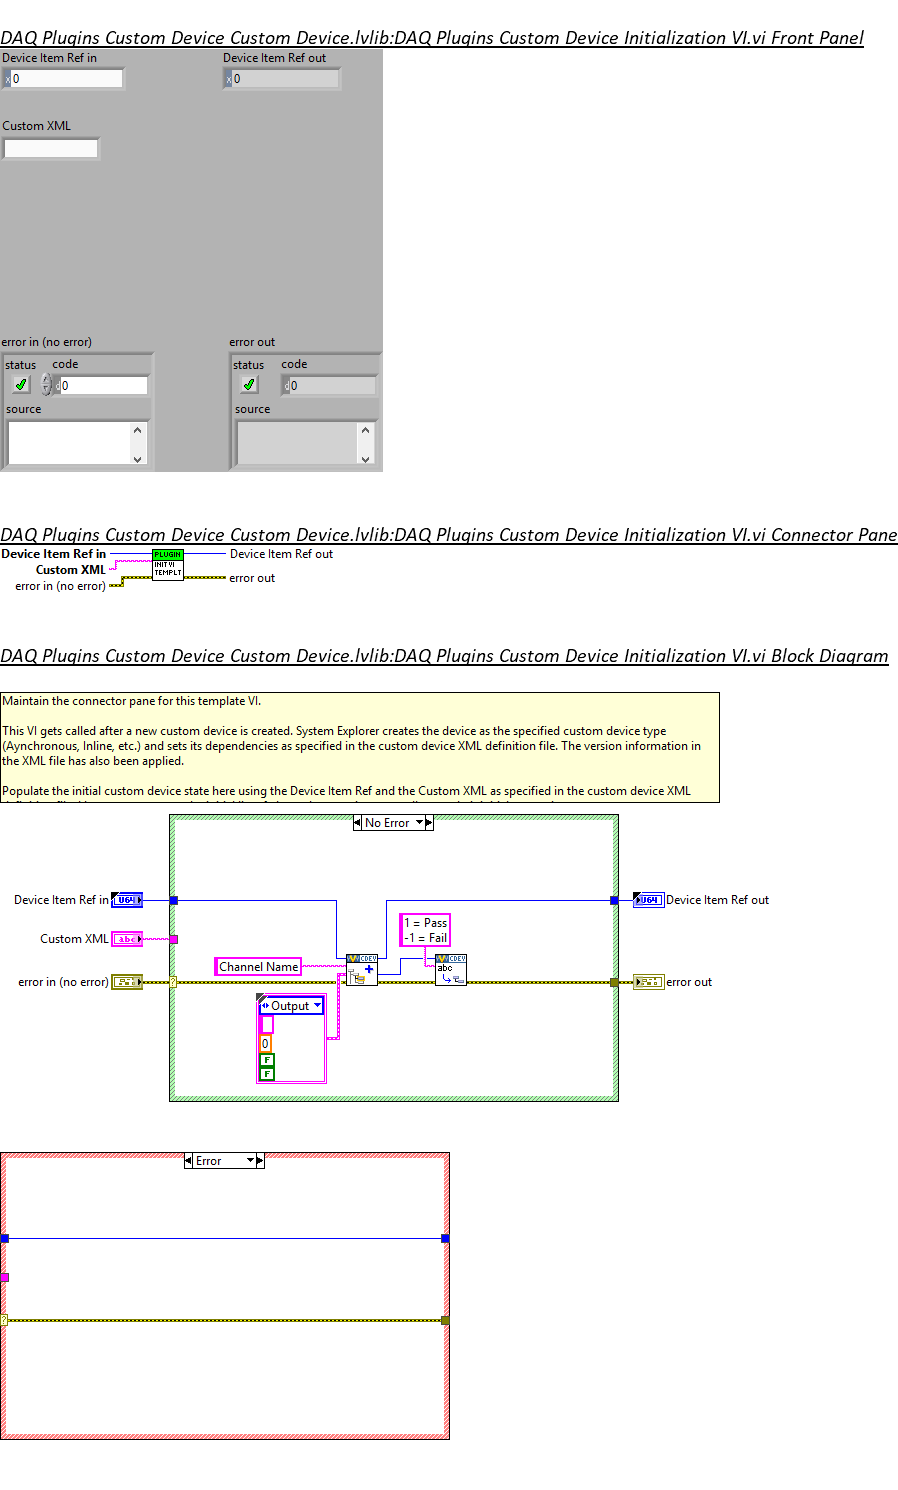 DAQ Plugins Custom Device Custom Device.lvlib:DAQ Plugins Custom Device Initialization VI.vi Front Panel
Device Item Ref in
Device Item Ref out
x 0
x 0
Custom XML
error in (no error)
error out
status code
status code
d 0
d 0
source
source
DAQ Plugins Custom Device Custom Device.lvlib:DAQ Plugins Custom Device Initialization VI.vi Connector Pane
Device Item Ref in
PLUGIN
Device Item Ref out
Custom XML
INIT VI
TEMPLT
error in (no error)
error out
DAQ Plugins Custom Device Custom Device.lvlib:DAQ Plugins Custom Device Initialization VI.vi Block Diagram
Maintain the connector pane for this template VI.
This VI gets called after a new custom device is created. System Explorer creates the device as the specified custom device type
(Aynchronous, Inline, etc.) and sets its dependencies as specified in the custom device XML definition file. The version information in
the XML file has also been applied.
Populate the initial custom device state here using the Device Item Ref and the Custom XML as specified in the custom device XML
No Error
Device Item Ref in
U64
U64
Device Item Ref out
1 = Pass
-1 = Fail
Custom XML
abc
Channel Name
CDEV
CDEV
abc
error in (no error)
?
error out
Output
0
F
F
Error
?